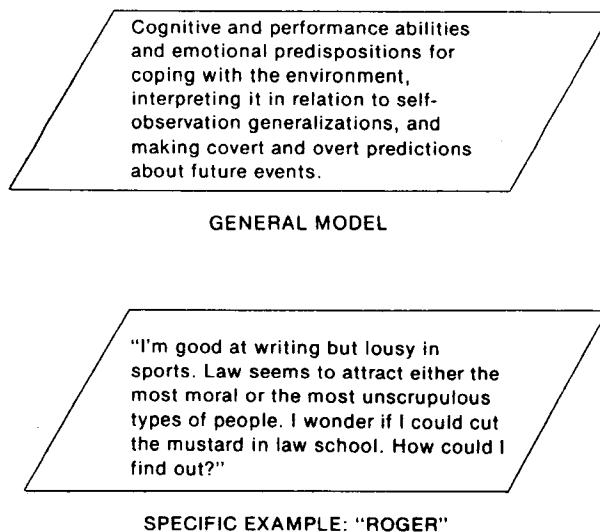 Cognitive and performance abilities
and emotional predispositions for
coping with the environment,
interpreting it in relation to self-
observation generalizations, and
making covert and overt predictions
about future events.
GENERAL MODEL
"I'm good at writing but lousy in
sports. Law seems to attract either the
most moral or the most unscrupulous
types of people. I wonder if I could cut
the mustard in law school. How could I
find out?"
SPECIFIC EXAMPLE: "ROGER"